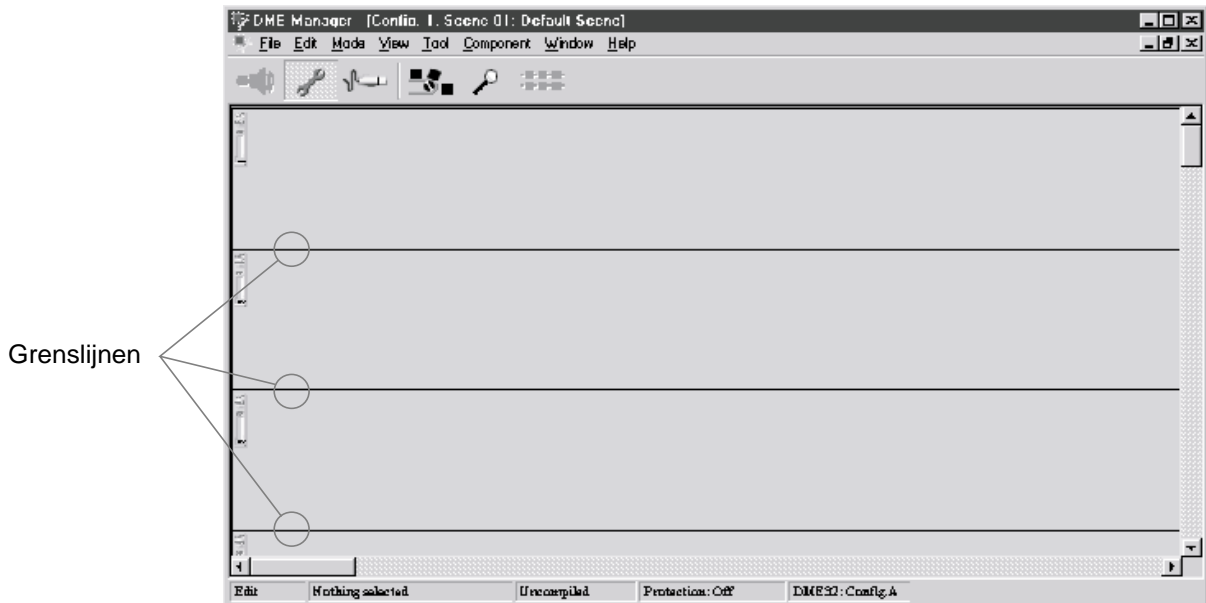 DME Manager [Config. 1, Scene 01: Default Scene]
File Edit Mode View Tool Component Window Help
Grenslijnen
Edit Nothing selected Uncompiled Protection: Off DME32: Config.A